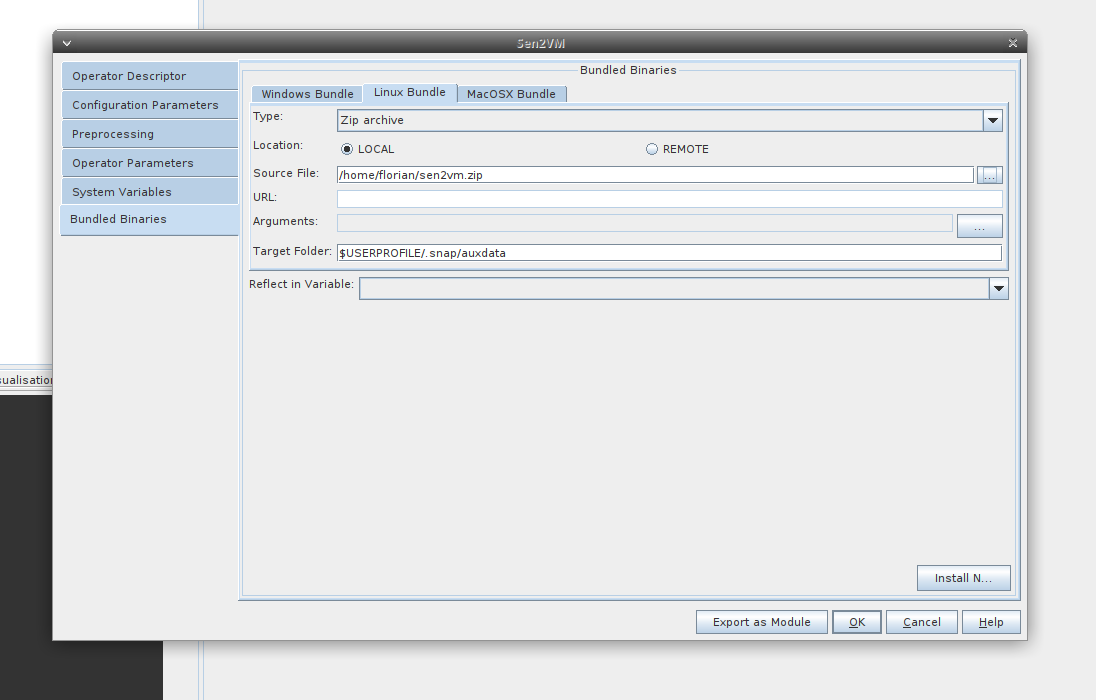 Sen2VM
Operator Descriptor
Configuration Parameters
Preprocessing
Operator Parameters
System Variables
Bundled Binaries
Bundled Binaries
Windows Bundle Linux Bundle MacOSX Bundle
Type: Zip archive
Location: LOCAL REMOTE
Source File: /home/florian/sen2vm.zip ...
URL:
Arguments: ...
Target Folder: $USERPROFILE/.snap/auxdata
Reflect in Variable:
Install N...
Export as Module OK Cancel Help